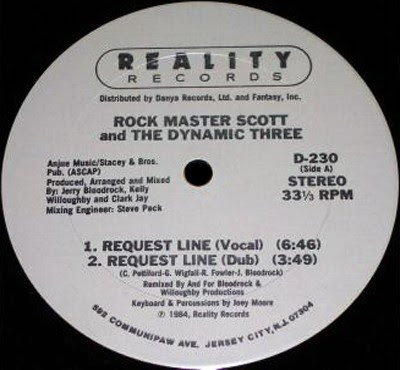 REALITY
RECORDS
Distributed by Danya Records, Ltd. and Fantasy, Inc.
ROCK MASTER SCOTT
and THE DYNAMIC THREE
Anjue Music/Stacey & Bros.
Pub. (ASCAP)
Produced, Arranged and Mixed
By: Jerry Bloodrock, Kelly
Willoughby and Clark Jay
Mixing Engineer: Steve Peck
D-230
(Side A)
STEREO
33⅓ RPM
1. REQUEST LINE (Vocal) (6:46)
2. REQUEST LINE (Dub) (3:49)
(C. Pettiford-G. Wigfall-R. Fowler-J. Bloodrock)
Remixed By And For Bloodrock &
Willoughby Productions
Keyboard & Percussions by Joey Moore
℗ 1984, Reality Records
592 COMMUNIPAW AVE. JERSEY CITY, N.J. 07304